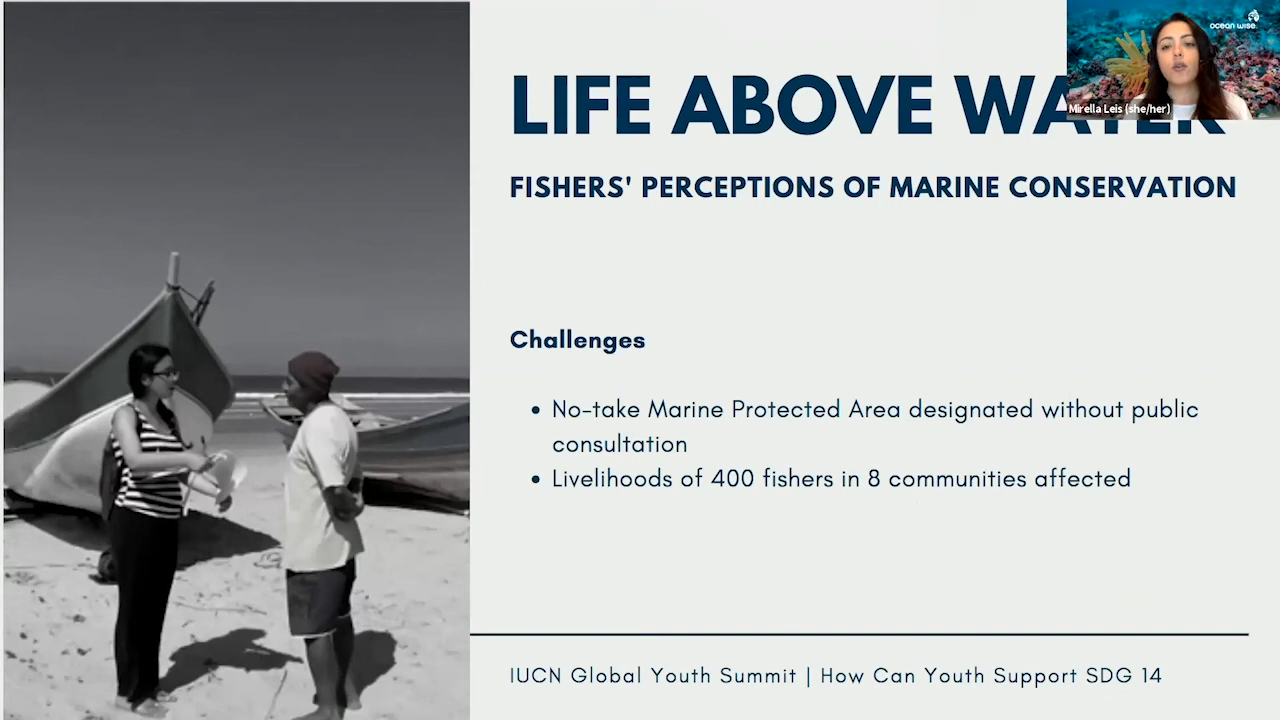 ocean wise
Mirella Leis (she/her)
LIFE ABOVE WATER
FISHERS' PERCEPTIONS OF MARINE CONSERVATION
Challenges
• No-take Marine Protected Area designated without public
consultation
• Livelihoods of 400 fishers in 8 communities affected
IUCN Global Youth Summit | How Can Youth Support SDG 14